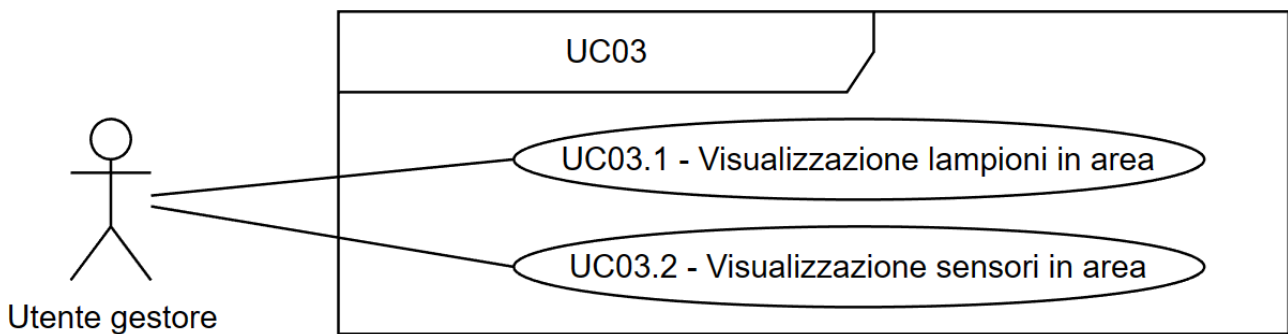 UC03
UC03.1 - Visualizzazione lampioni in area
UC03.2 - Visualizzazione sensori in area
Utente gestore